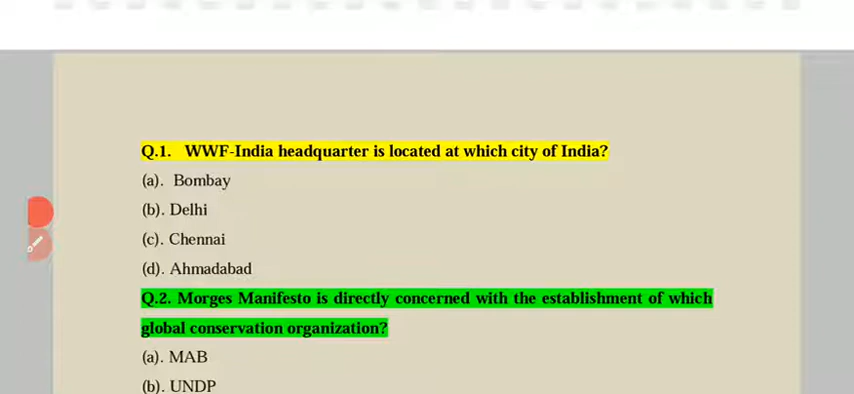 Q.1. WWF-India headquarter is located at which city of India?
(a). Bombay
(b). Delhi
(c). Chennai
(d). Ahmadabad
Q.2. Morges Manifesto is directly concerned with the establishment of which
global conservation organization?
(a). MAB
(b). UNDP